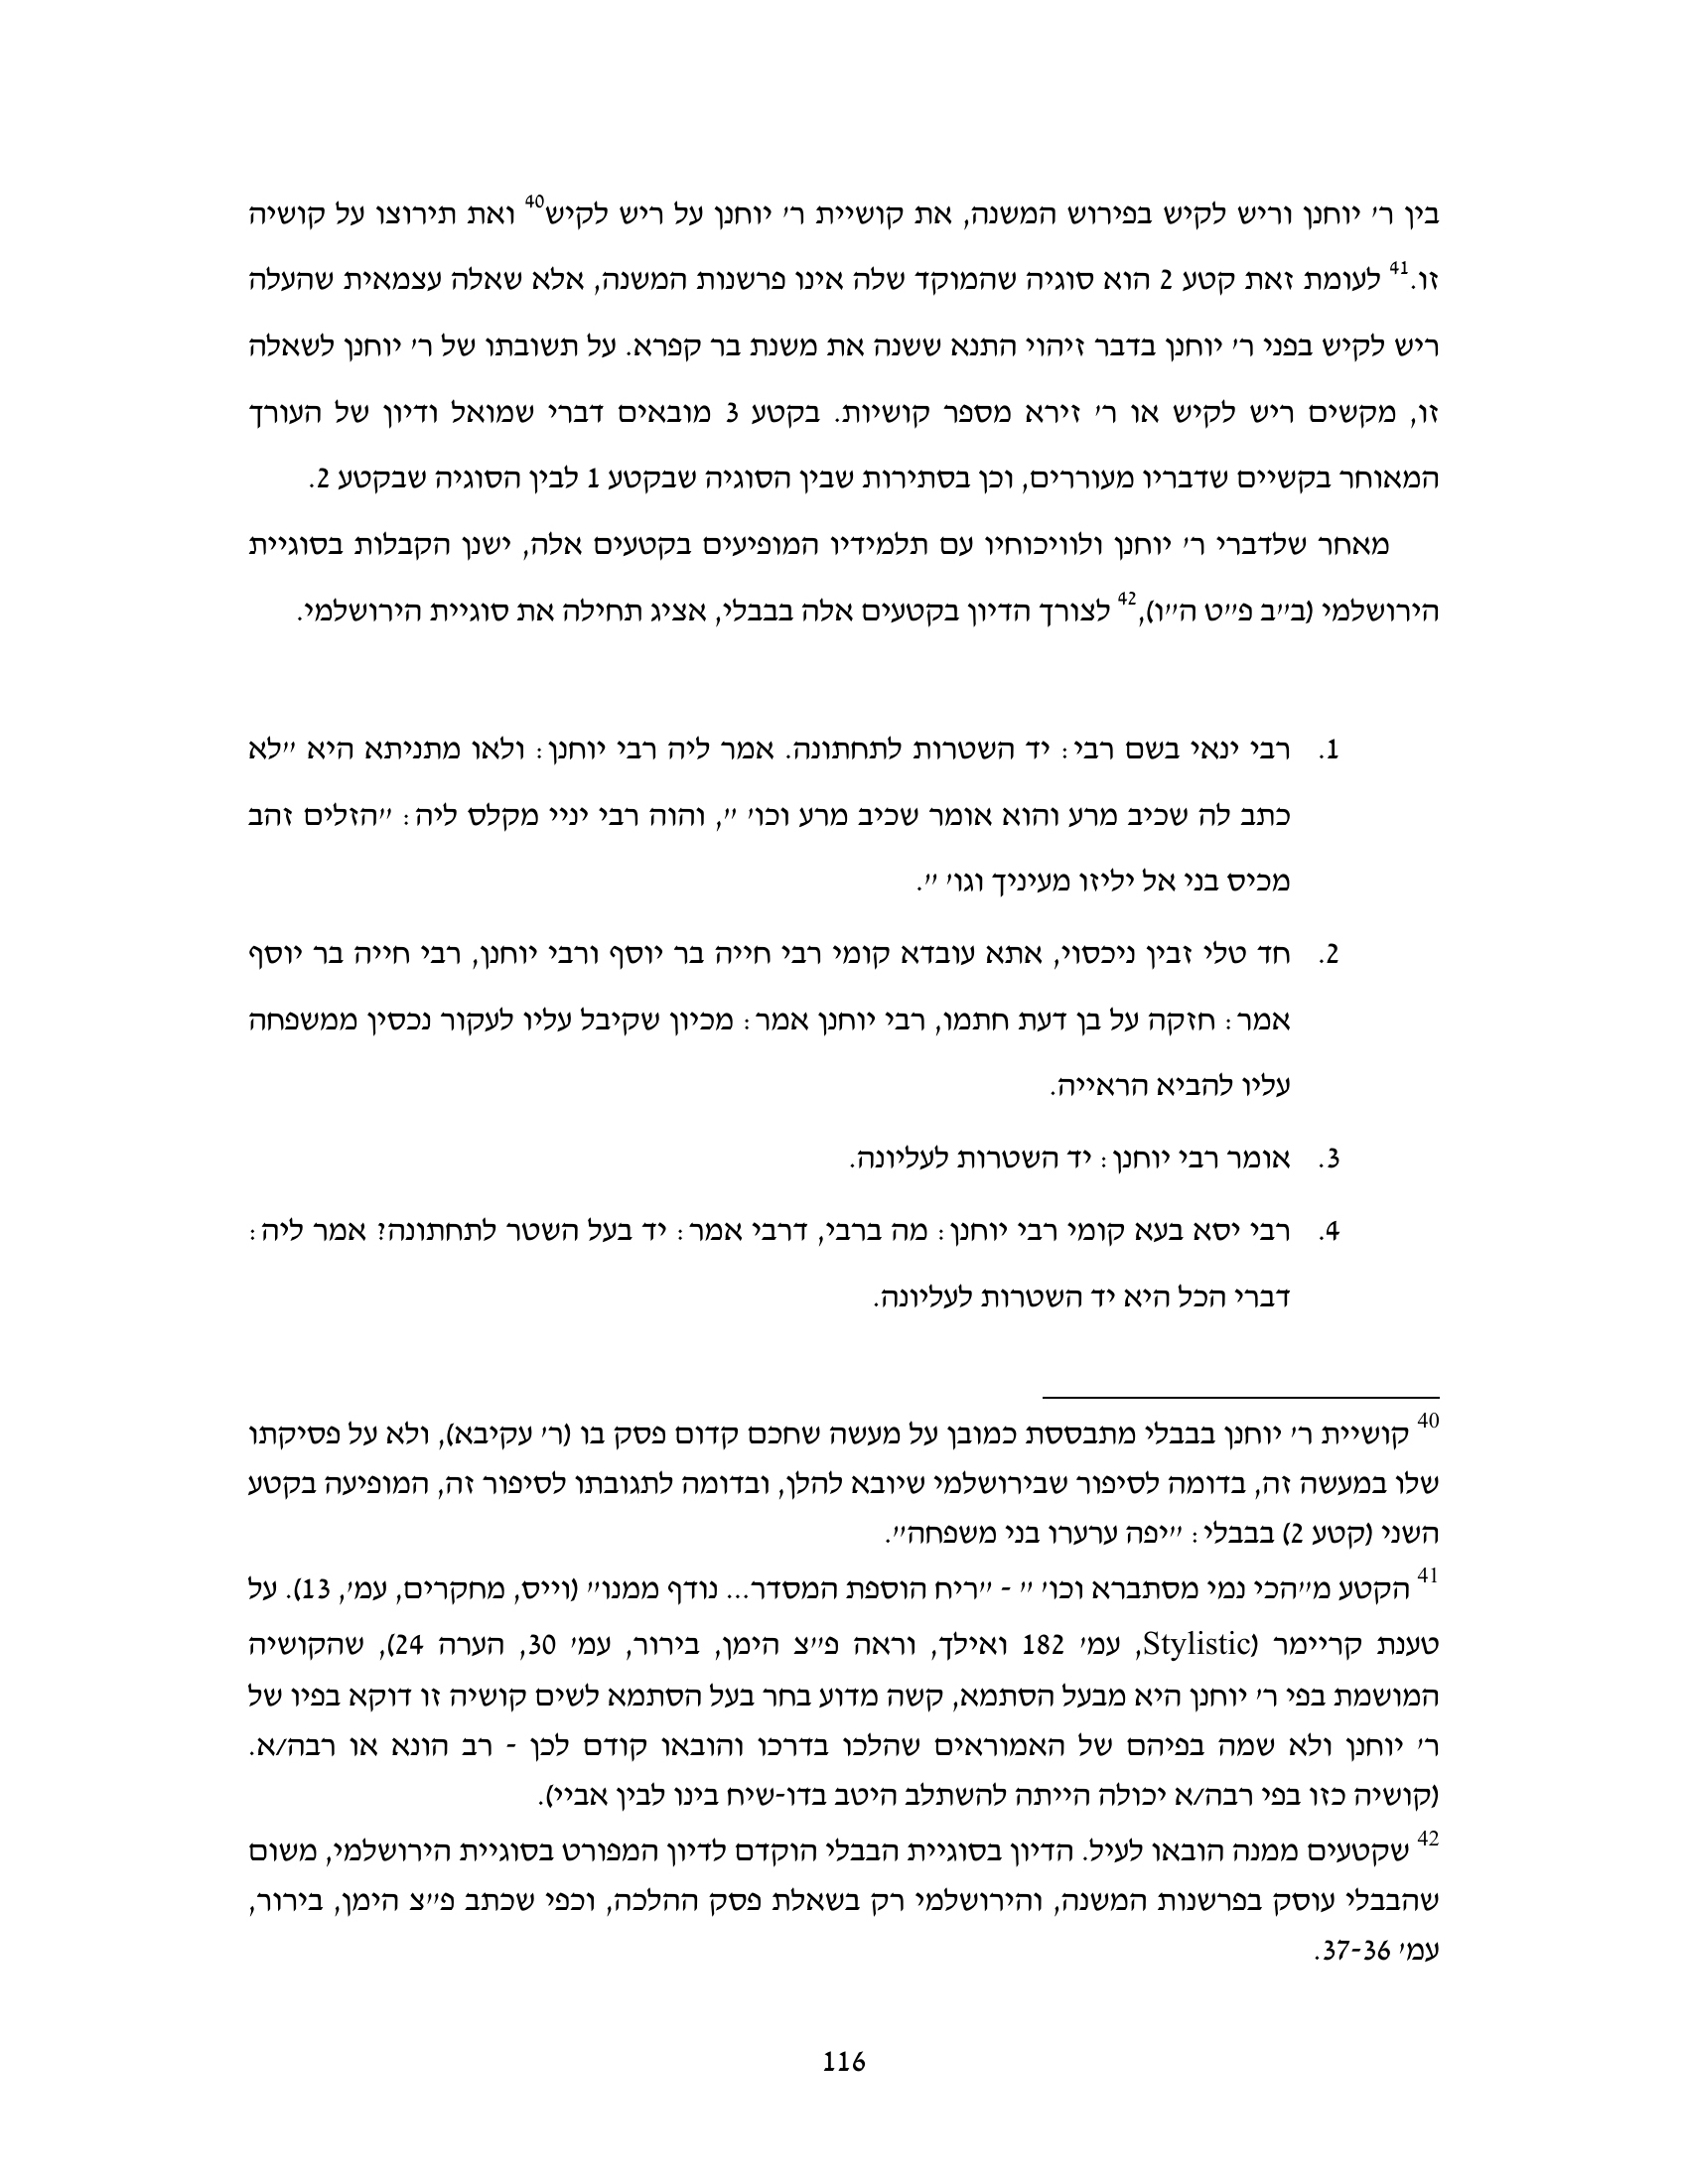 בין ר׳ יוחנן וריש לקיש בפירוש המשנה, את קושיית ר׳ יוחנן על ריש לקיש40 ואת תירוצו על קושיה
זו.41 לעומת זאת קטע 2 הוא סוגיה שהמוקד שלה אינו פרשנות המשנה, אלא שאלה עצמאית שהעלה
ריש לקיש בפני ר׳ יוחנן בדבר זיהוי התנא ששנה את משנת בר קפרא. על תשובתו של ר׳ יוחנן לשאלה
זו, מקשים ריש לקיש או ר׳ זירא מספר קושיות. בקטע 3 מובאים דברי שמואל ודיון של העורך
המאוחר בקשיים שדבריו מעוררים, וכן בסתירות שבין הסוגיה שבקטע 1 לבין הסוגיה שבקטע 2.
מאחר שלדברי ר׳ יוחנן ולוויכוחיו עם תלמידיו המופיעים בקטעים אלה, ישנן הקבלות בסוגיית
הירושלמי (ב״ב פ״ט ה״ו),42 לצורך הדיון בקטעים אלה בבבלי, אציג תחילה את סוגיית הירושלמי.
1. רבי ינאי בשם רבי: יד השטרות לתחתונה. אמר ליה רבי יוחנן: ולאו מתניתא היא ״לא
כתב לה שכיב מרע והוא אומר שכיב מרע וכו׳ ״, והוה רבי יניי מקלס ליה: ״הזלים זהב
מכיס בני אל יליזו מעיניך וגו׳ ״.
2. חד טלי זבין ניכסוי, אתא עובדא קומי רבי חייה בר יוסף ורבי יוחנן, רבי חייה בר יוסף
אמר: חזקה על בן דעת חתמו, רבי יוחנן אמר: מכיון שקיבל עליו לעקור נכסין ממשפחה
עליו להביא הראייה.
3. אומר רבי יוחנן: יד השטרות לעליונה.
4. רבי יסא בעא קומי רבי יוחנן: מה ברבי, דרבי אמר: יד בעל השטר לתחתונה? אמר ליה:
דברי הכל היא יד השטרות לעליונה.
40 קושיית ר׳ יוחנן בבבלי מתבססת כמובן על מעשה שחכם קדום פסק בו (ר׳ עקיבא), ולא על פסיקתו
שלו במעשה זה, בדומה לסיפור שבירושלמי שיובא להלן, ובדומה לתגובתו לסיפור זה, המופיעה בקטע
השני (קטע 2) בבבלי: ״יפה ערערו בני משפחה״.
41 הקטע מ״הכי נמי מסתברא וכו׳ ״ - ״ריח הוספת המסדר... נודף ממנו״ (וייס, מחקרים, עמ׳, 13). על
טענת קריימר (Stylistic, עמ׳ 182 ואילך, וראה פ״צ הימן, בירור, עמ׳ 30, הערה 24), שהקושיה
המושמת בפי ר׳ יוחנן היא מבעל הסתמא, קשה מדוע בחר בעל הסתמא לשים קושיה זו דוקא בפיו של
ר׳ יוחנן ולא שמה בפיהם של האמוראים שהלכו בדרכו והובאו קודם לכן - רב הונא או רבה/א.
(קושיה כזו בפי רבה/א יכולה הייתה להשתלב היטב בדו-שיח בינו לבין אביי).
42 שקטעים ממנה הובאו לעיל. הדיון בסוגיית הבבלי הוקדם לדיון המפורט בסוגיית הירושלמי, משום
שהבבלי עוסק בפרשנות המשנה, והירושלמי רק בשאלת פסק ההלכה, וכפי שכתב פ״צ הימן, בירור,
עמ׳ 37-36.
116